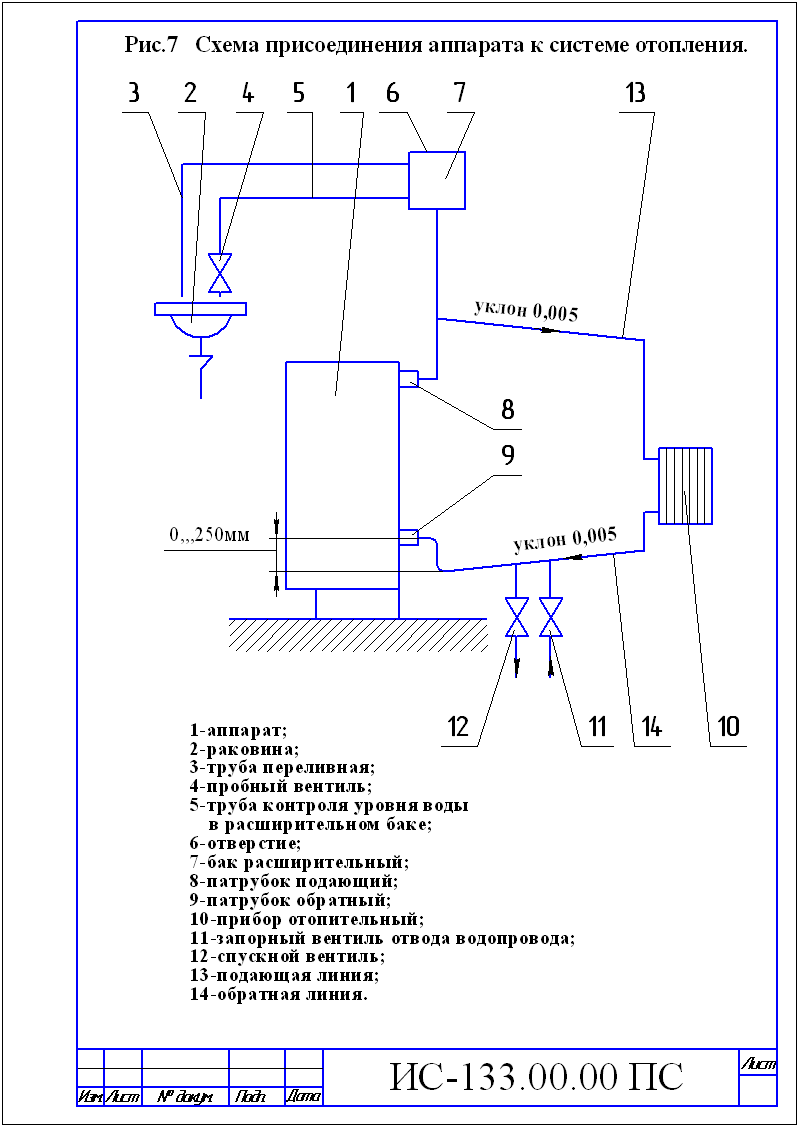 Рис.7 Схема присоединения аппарата к системе отопления.
3 2 4 5 1 6 7 13
уклон 0,005
8
9
0,,,250мм
уклон 0,005
12 11 14 10
1-аппарат;
2-раковина;
3-труба переливная;
4-пробный вентиль;
5-труба контроля уровня воды
в расширительном баке;
6-отверстие;
7-бак расширительный;
8-патрубок подающий;
9-патрубок обратный;
10-прибор отопительный;
11-запорный вентиль отвода водопровода;
12-спускной вентиль;
13-подающая линия;
14-обратная линия.
ИС-133.00.00 ПС
Лист
Изм Лист № докум. Подп. Дата